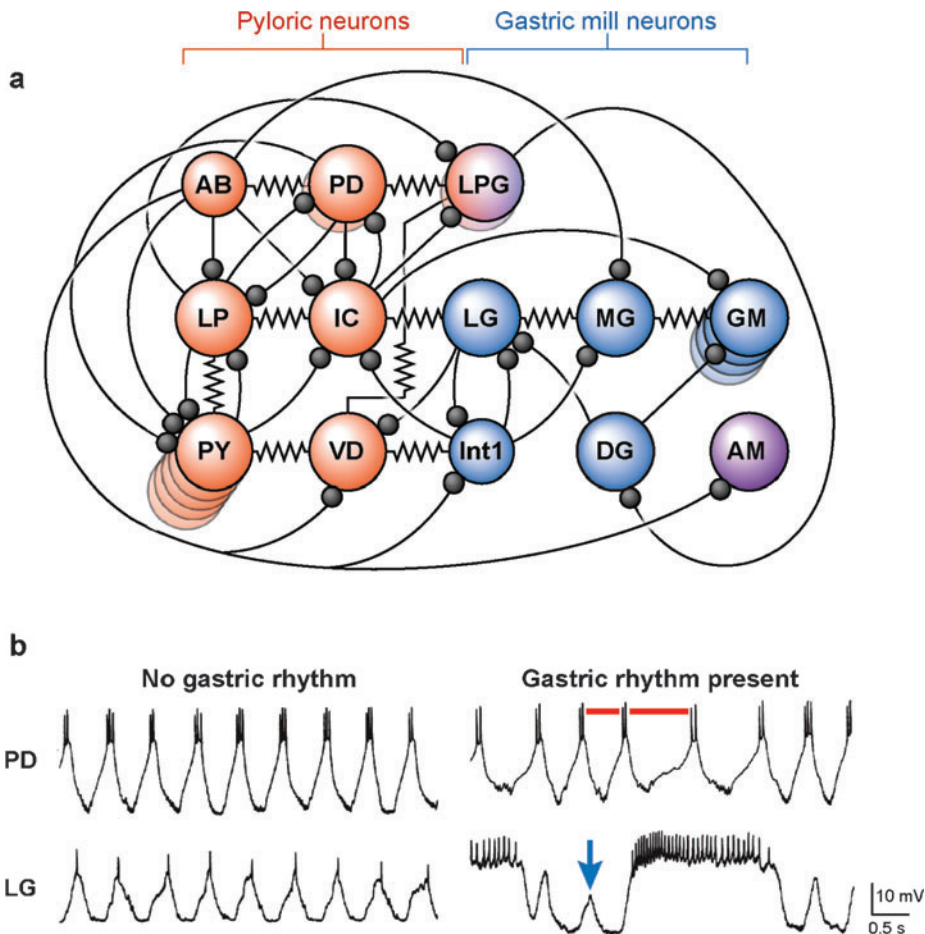 Pyloric neurons Gastric mill neurons
a
AB PD LPG
LP IC LG MG GM
PY VD Int1 DG AM
b
No gastric rhythm Gastric rhythm present
PD
LG
10 mV
0.5 s